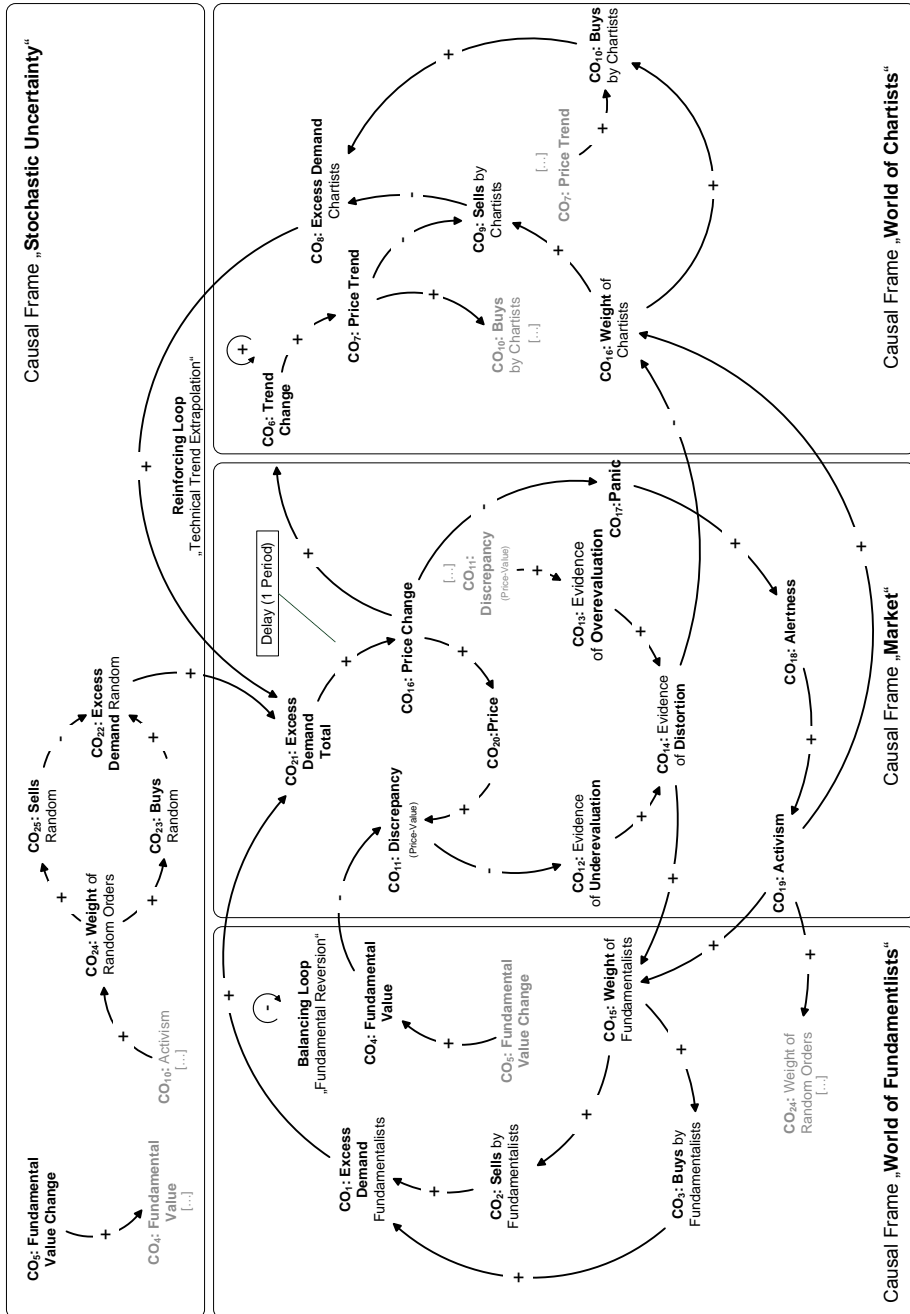 Causal Frame „Stochastic Uncertainty“
CO5: Fundamental
Value Change
+
CO4: Fundamental
Value
[...]
CO10: Activism
[...]
+
CO24: Weight of
Random Orders
+
+
CO25: Sells
Random
CO23: Buys
Random
-
+
CO22: Excess
Demand Random
+
Reinforcing Loop
„Technical Trend Extrapolation“
+
Causal Frame „World of Fundamentlists“
CO1: Excess
Demand
Fundamentalists
+
+
CO2: Sells by
Fundamentalists
+
CO3: Buys by
Fundamentalists
+
+
-
Balancing Loop
„Fundamental Reversion“
CO4: Fundamental
Value
-
+
CO5: Fundamental
Value Change
CO15: Weight of
Fundamentalists
+
+
+
CO24: Weight of
Random Orders
[...]
Causal Frame „Market“
CO21: Excess
Demand
Total
+
Delay (1 Period)
CO16: Price Change
+
+
-
CO20:Price
+
CO11: Discrepancy
(Price-Value)
-
CO12: Evidence
of Underevaluation
+
[...]
CO11:
Discrepancy
(Price-Value)
+
CO13: Evidence
of Overevaluation
+
CO14: Evidence
of Distortion
CO17:Panic
+
CO18: Alertness
+
CO19: Activism
+
Causal Frame „World of Chartists“
CO6: Trend
Change
+
+
CO7: Price Trend
-
+
CO10: Buys
by Chartists
[...]
CO8: Excess Demand
Chartists
-
+
CO9: Sells by
Chartists
+
[...]
CO7: Price Trend
+
CO10: Buys
by Chartists
CO16: Weight of
Chartists
+
-